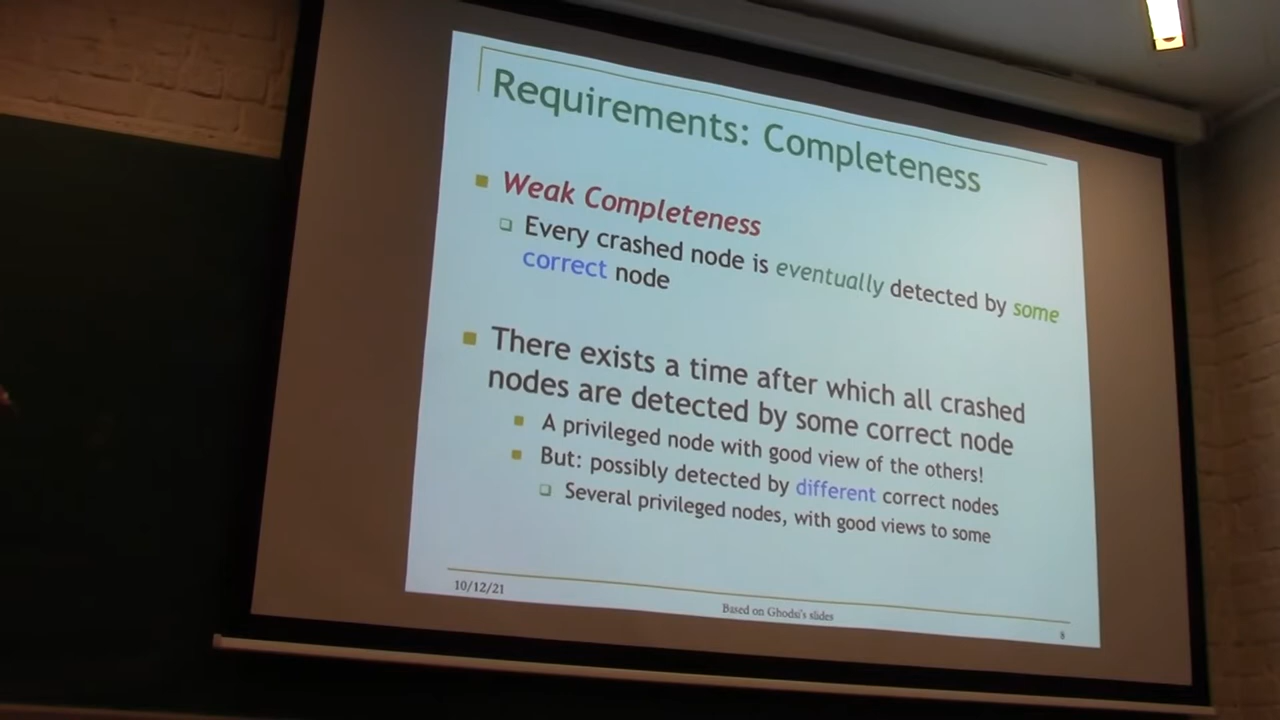 Requirements: Completeness
Weak Completeness
Every crashed node is eventually detected by some
correct node
There exists a time after which all crashed
nodes are detected by some correct node
A privileged node with good view of the others!
But: possibly detected by different correct nodes
Several privileged nodes, with good views to some
10/12/21
Based on Ghodsi's slides
8